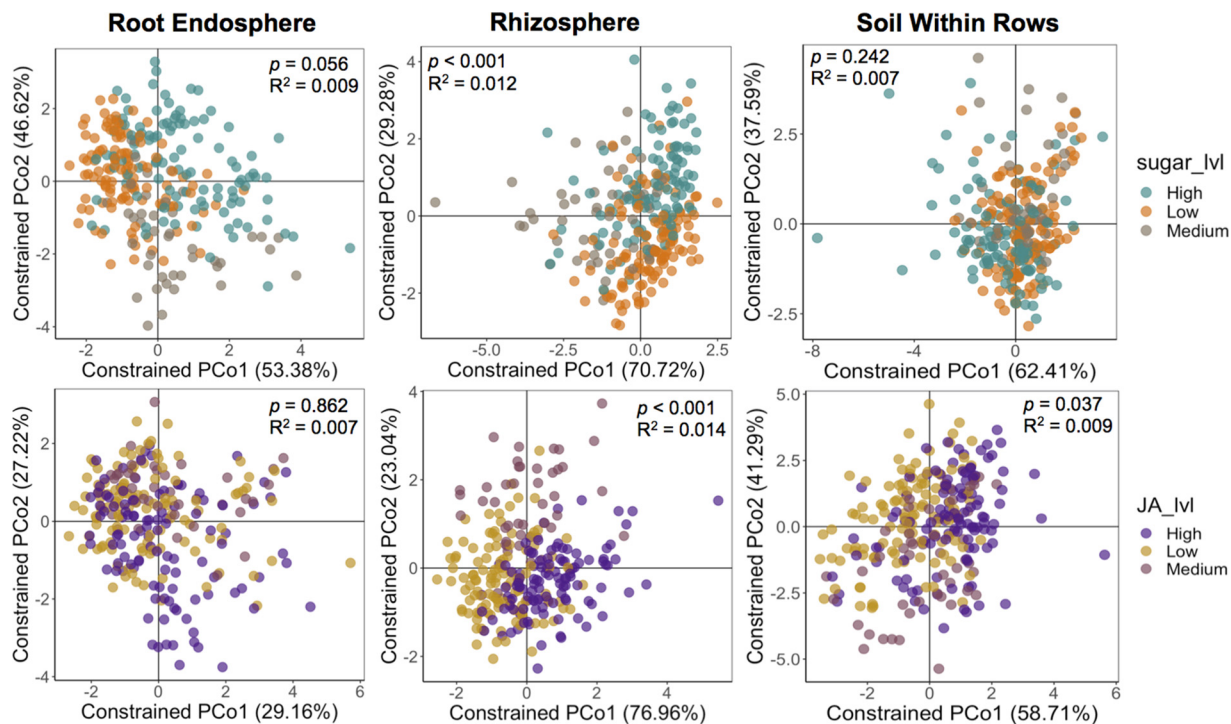 Root Endosphere
Rhizosphere
Soil Within Rows
p = 0.056
R² = 0.009
Constrained PCo2 (46.62%)
2
0
-2
-4
-2
0
2
4
Constrained PCo1 (53.38%)
p < 0.001
R² = 0.012
Constrained PCo2 (29.28%)
4
2
0
-2
-5.0
-2.5
0.0
2.5
Constrained PCo1 (70.72%)
p = 0.242
R² = 0.007
Constrained PCo2 (37.59%)
2.5
0.0
-2.5
-8
-4
0
Constrained PCo1 (62.41%)
sugar_lvl
High
Low
Medium
p = 0.862
R² = 0.007
Constrained PCo2 (27.22%)
2
0
-2
-4
-2
0
2
4
6
Constrained PCo1 (29.16%)
p < 0.001
R² = 0.014
Constrained PCo2 (23.04%)
4
2
0
-2
-2
0
2
4
Constrained PCo1 (76.96%)
p = 0.037
R² = 0.009
Constrained PCo2 (41.29%)
5.0
2.5
0.0
-2.5
-5.0
-2
0
2
4
6
Constrained PCo1 (58.71%)
JA_lvl
High
Low
Medium